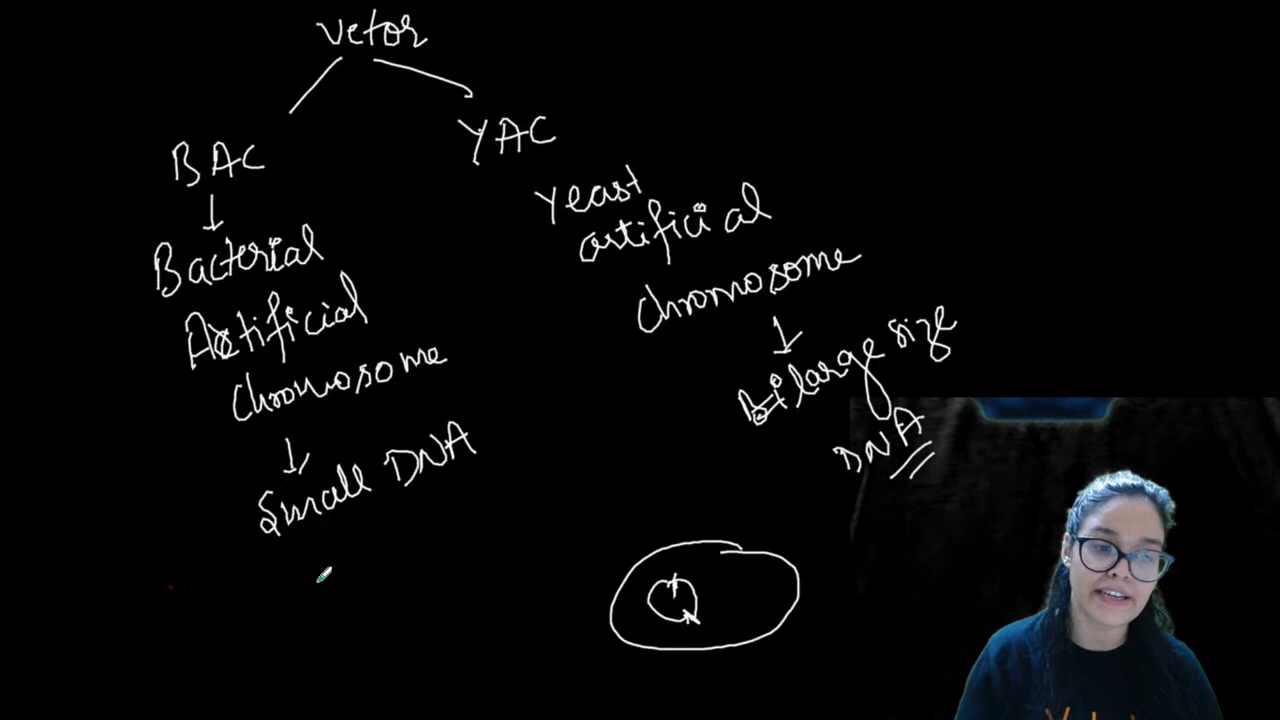 Vetor
BAC
YAC
Bacterial
Artificial
Chromosome
Small DNA
Yeast
artificial
Chromosome
large size
DNA